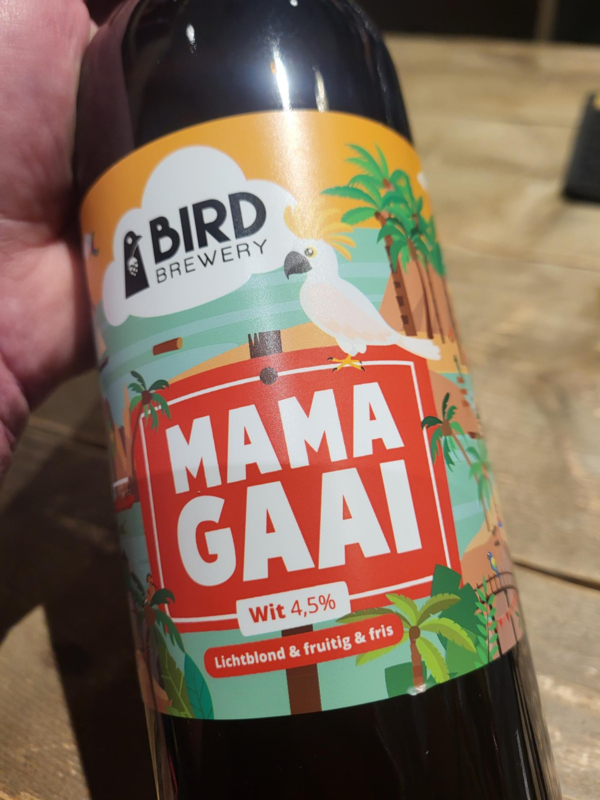 BIRD
BREWERY
MAMA
GAAI
Wit 4,5%
Lichtblond & fruitig & fris